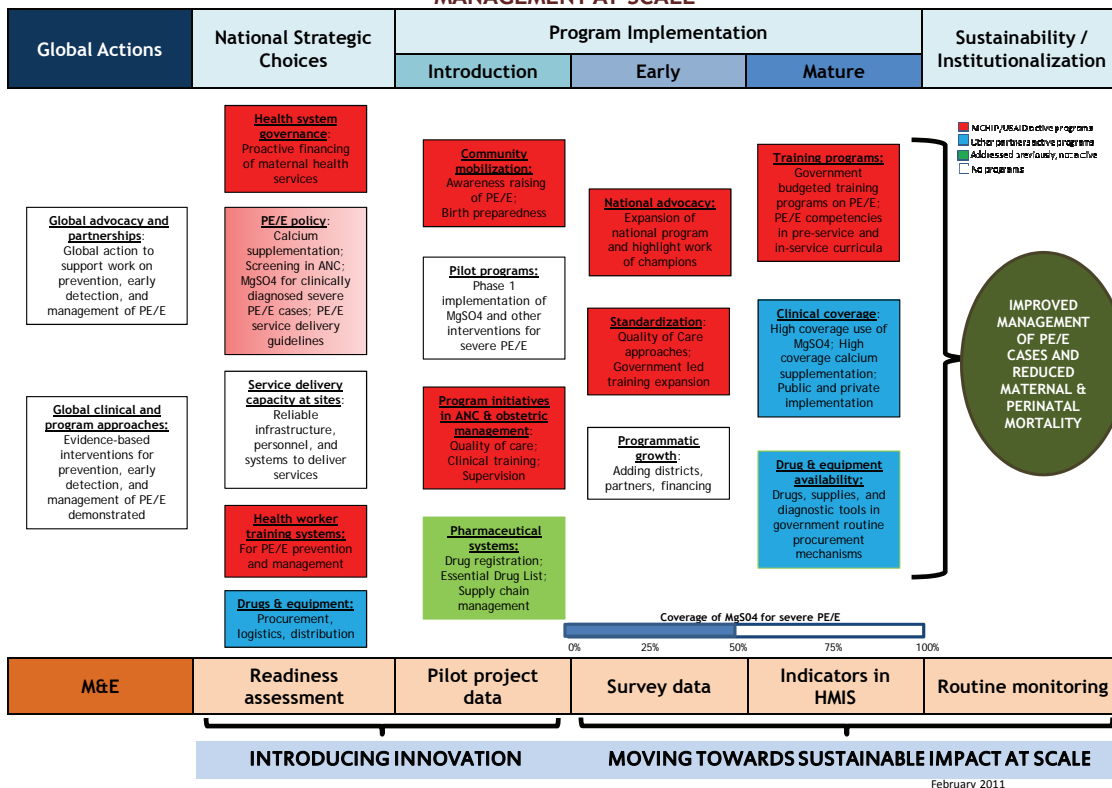 MANAGEMENT AT SCALE
Global Actions
National Strategic
Choices
Program Implementation
Introduction
Early
Mature
Sustainability /
Institutionalization
Global advocacy and
partnerships:
Global action to
support work on
prevention, early
detection, and
management of PE/E
Global clinical and
program approaches:
Evidence-based
interventions for
prevention, early
detection, and
management of PE/E
demonstrated
Health system
governance:
Proactive financing
of maternal health
services
PE/E policy:
Calcium
supplementation;
Screening in ANC;
MgSO4 for clinically
diagnosed severe
PE/E cases; PE/E
service delivery
guidelines
Service delivery
capacity at sites:
Reliable
infrastructure,
personnel, and
systems to deliver
services
Health worker
training systems:
For PE/E prevention
and management
Drugs & equipment:
Procurement,
logistics, distribution
Community
mobilization:
Awareness raising
of PE/E;
Birth preparedness
Pilot programs:
Phase 1
implementation of
MgSO4 and other
interventions for
severe PE/E
Program initiatives
in ANC & obstetric
management:
Quality of care;
Clinical training;
Supervision
Pharmaceutical
systems:
Drug registration;
Essential Drug List;
Supply chain
management
National advocacy:
Expansion of
national program
and highlight work
of champions
Standardization:
Quality of Care
approaches;
Government led
training expansion
Programmatic
growth:
Adding districts,
partners, financing
Training programs:
Government
budgeted training
programs on PE/E;
PE/E competencies
in pre-service and
in-service curricula
Clinical coverage:
High coverage use of
MgSO4; High
coverage calcium
supplementation;
Public and private
implementation
Drug & equipment
availability:
Drugs, supplies, and
diagnostic tools in
government routine
procurement
mechanisms
MCHIP/USAID active programs
Other partners active programs
Addressed previously, not active
No programs
IMPROVED
MANAGEMENT
OF PE/E
CASES AND
REDUCED
MATERNAL &
PERINATAL
MORTALITY
Coverage of MgS04 for severe PE/E
0% 25% 50% 75% 100%
M&E
Readiness
assessment
Pilot project
data
Survey data
Indicators in
HMIS
Routine monitoring
INTRODUCING INNOVATION
MOVING TOWARDS SUSTAINABLE IMPACT AT SCALE
February 2011